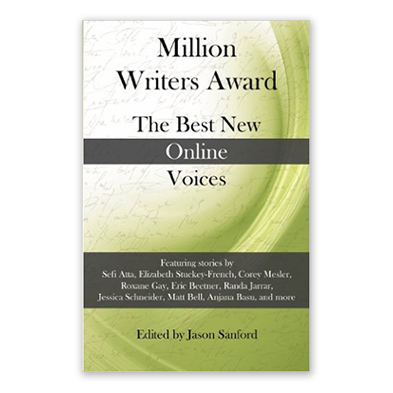 Million
Writers Award
The Best New
Online
Voices
Featuring stories by
Sefi Atta, Elizabeth Stuckey-French, Corey Mesler,
Roxane Gay, Eric Beetner, Randa Jarrar,
Jessica Schneider, Matt Bell, Anjana Basu, and more
Edited by Jason Sanford